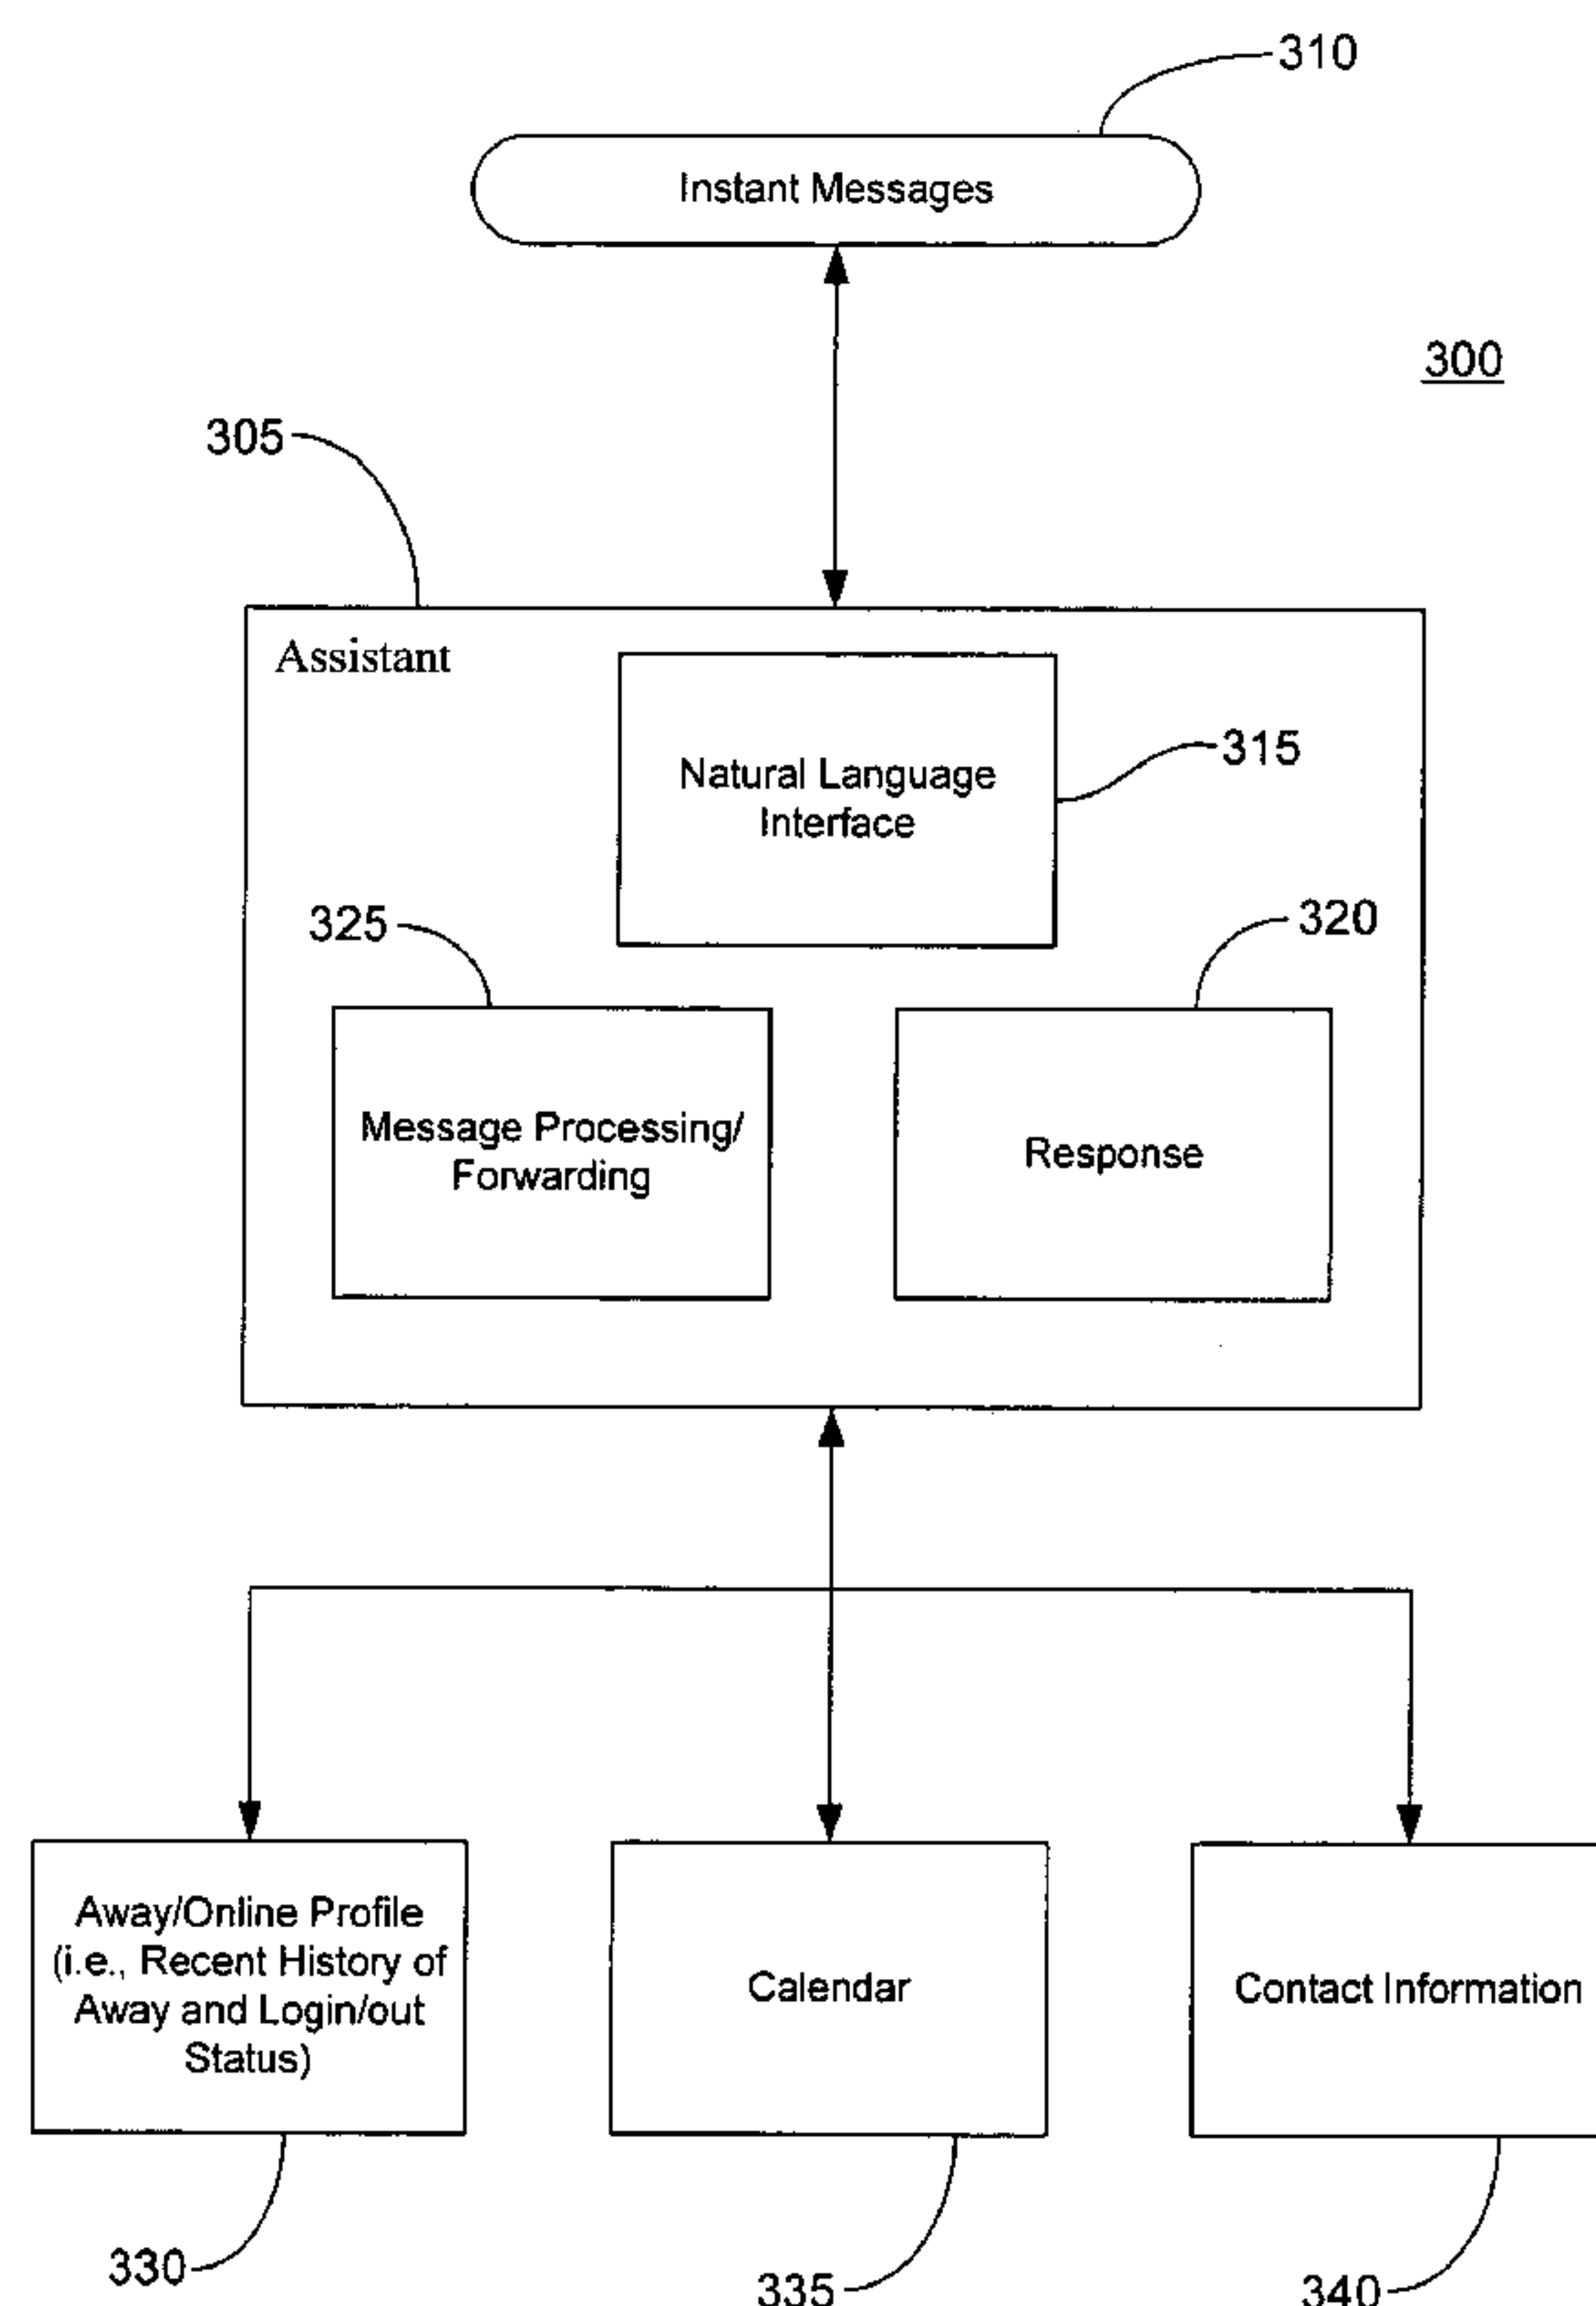 310
Instant Messages
300
305
Assistant
Natural Language
Interface
315
325
320
Message Processing/
Forwarding
Response
Away/Online Profile
(i.e., Recent History of
Away and Login/out
Status)
Calendar
Contact Information
330
335
340